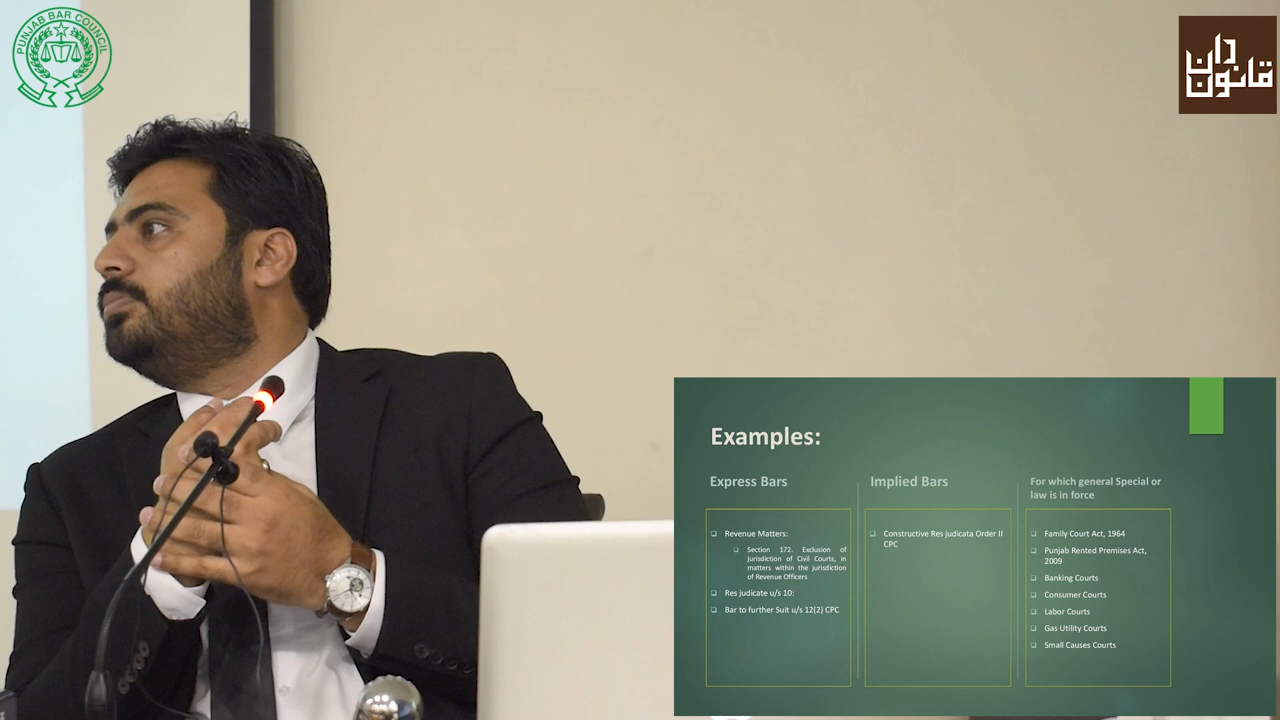 PUNJAB BAR COUNCIL
قانون دان
Examples:
Express Bars
Revenue Matters:
Section 172. Exclusion of
jurisdiction of Civil Courts, in
matters within the jurisdiction
of Revenue Officers
Res judicate u/s 10:
Bar to further Suit u/s 12(2) CPC
Implied Bars
Constructive Res judicata Order II
CPC
For which general Special or
law is in force
Family Court Act, 1964
Punjab Rented Premises Act,
2009
Banking Courts
Consumer Courts
Labor Courts
Gas Utility Courts
Small Causes Courts